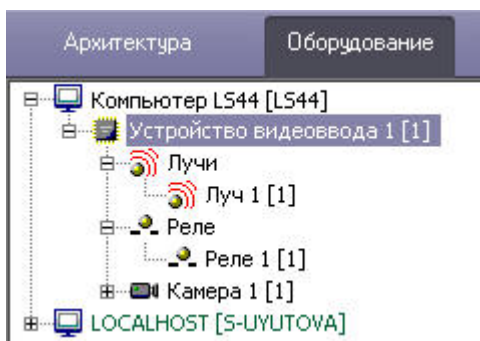 Архитектура Оборудование
Компьютер LS44 [LS44]
Устройство видеоввода 1 [1]
Лучи
Луч 1 [1]
Реле
Реле 1 [1]
Камера 1 [1]
LOCALHOST [S-UYUTOVA]